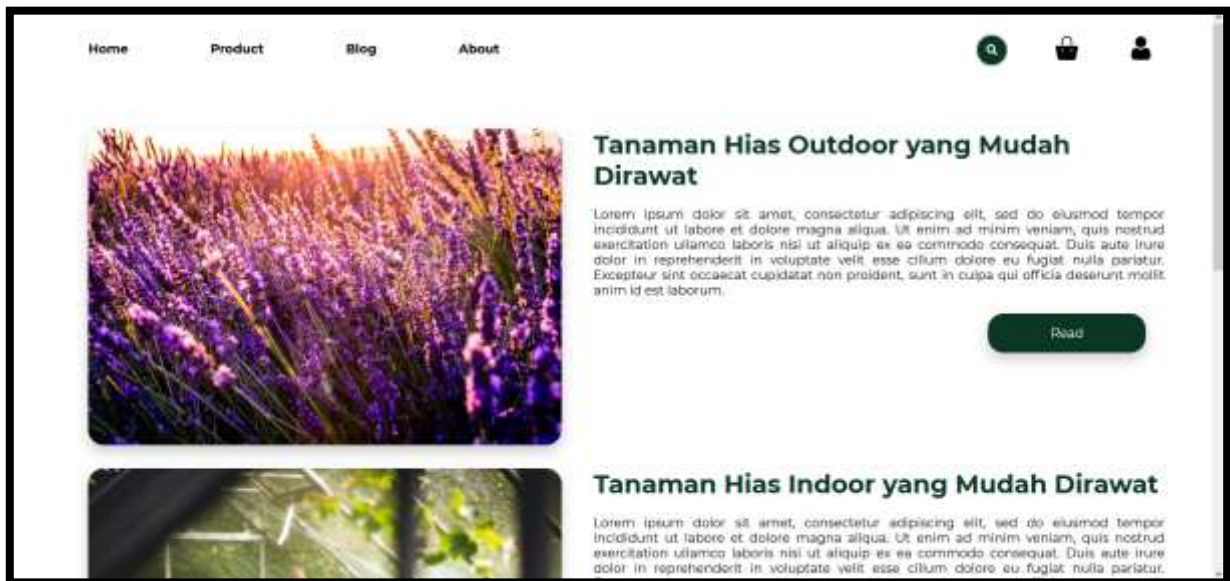 Home Product Blog About
Tanaman Hias Outdoor yang Mudah
Dirawat
Lorem ipsum dolor sit amet, consectetur adipiscing elit, sed do eiusmod tempor
incididunt ut labore et dolore magna aliqua. Ut enim ad minim veniam, quis nostrud
exercitation ullamco laboris nisi ut aliquip ex ea commodo consequat. Duis aute irure
dolor in reprehenderit in voluptate velit esse cillum dolore eu fugiat nulla pariatur.
Excepteur sint occaecat cupidatat non proident, sunt in culpa qui officia deserunt mollit
anim id est laborum.
Read
Tanaman Hias Indoor yang Mudah Dirawat
Lorem ipsum dolor sit amet, consectetur adipiscing elit, sed do eiusmod tempor
incididunt ut labore et dolore magna aliqua. Ut enim ad minim veniam, quis nostrud
exercitation ullamco laboris nisi ut aliquip ex ea commodo consequat. Duis aute irure
dolor in reprehenderit in voluptate velit esse cillum dolore eu fugiat nulla pariatur.